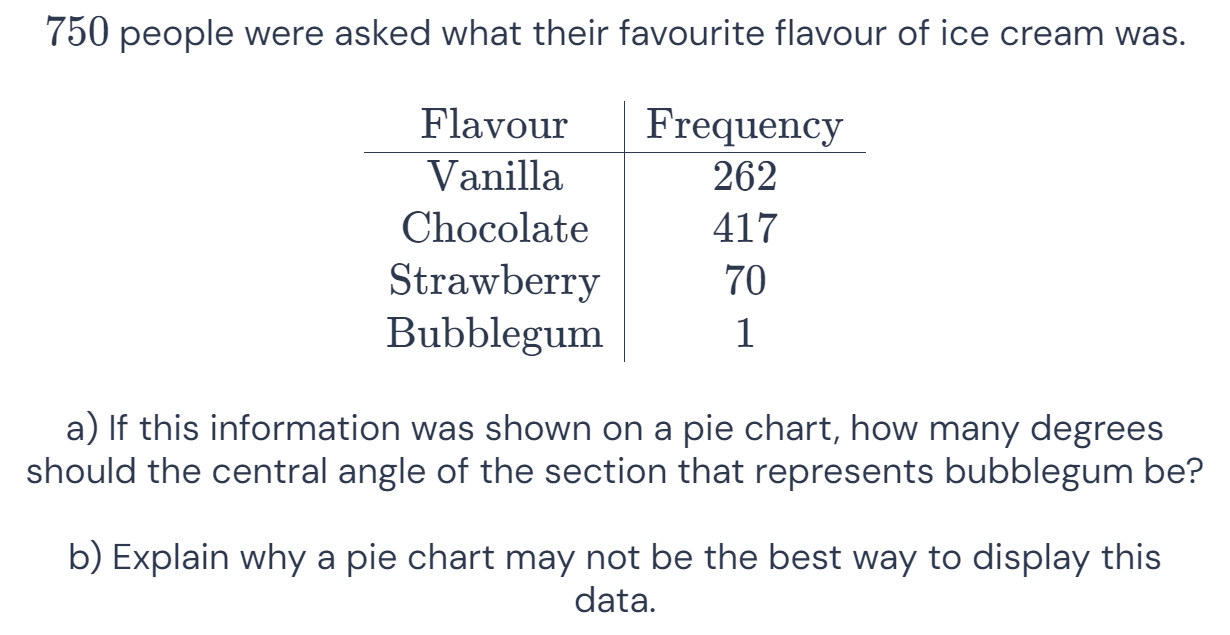 750 people were asked what their favourite flavour of ice cream was.
Flavour Frequency
Vanilla 262
Chocolate 417
Strawberry 70
Bubblegum 1
a) If this information was shown on a pie chart, how many degrees
should the central angle of the section that represents bubblegum be?
b) Explain why a pie chart may not be the best way to display this
data.